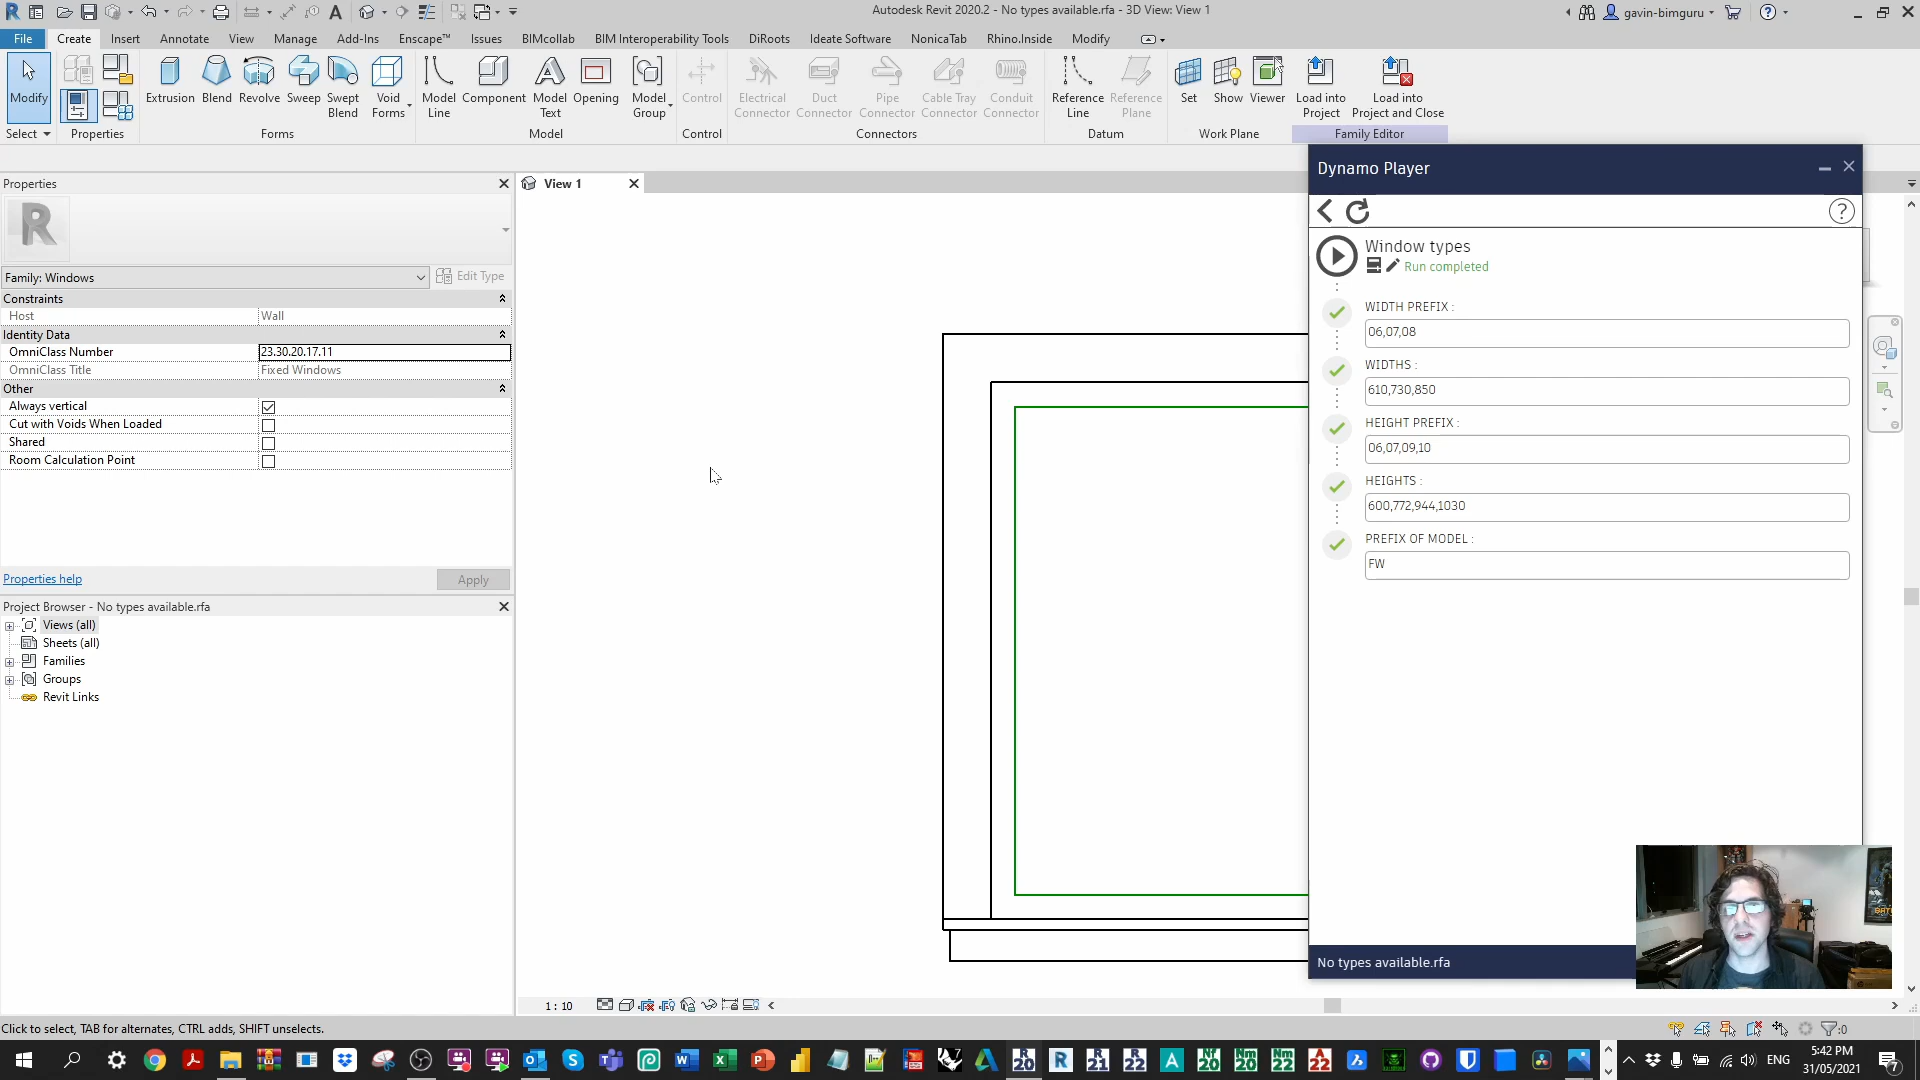 Autodesk Revit 2020.2 - No types available.rfa - 3D View: View 1
gavin-bimguru
File Create Insert Annotate View Manage Add-Ins Enscape™ Issues BIMcollab BIM Interoperability Tools DiRoots Ideate Software NonicaTab Rhino.Inside Modify
Modify
Extrusion Blend Revolve Sweep Swept Blend Void Forms
Model Line Component Model Text Opening Model Group
Control
Electrical Connector Duct Connector Pipe Connector Cable Tray Connector Conduit Connector
Reference Line Reference Plane
Set Show Viewer
Load into Project Load into Project and Close
Select Properties Forms Model Control Connectors Datum Work Plane Family Editor
Properties
View 1
Family: Windows
Edit Type
Constraints
Host Wall
Identity Data
OmniClass Number 23.30.20.17.11
OmniClass Title Fixed Windows
Other
Always vertical
Cut with Voids When Loaded
Shared
Room Calculation Point
Properties help
Apply
Project Browser - No types available.rfa
Views (all)
Sheets (all)
Families
Groups
Revit Links
Dynamo Player
Window types
Run completed
WIDTH PREFIX :
06,07,08
WIDTHS :
610,730,850
HEIGHT PREFIX :
06,07,09,10
HEIGHTS :
600,772,944,1030
PREFIX OF MODEL :
FW
No types available.rfa
1 : 10
Click to select, TAB for alternates, CTRL adds, SHIFT unselects.
:0
ENG
5:42 PM
31/05/2021
7